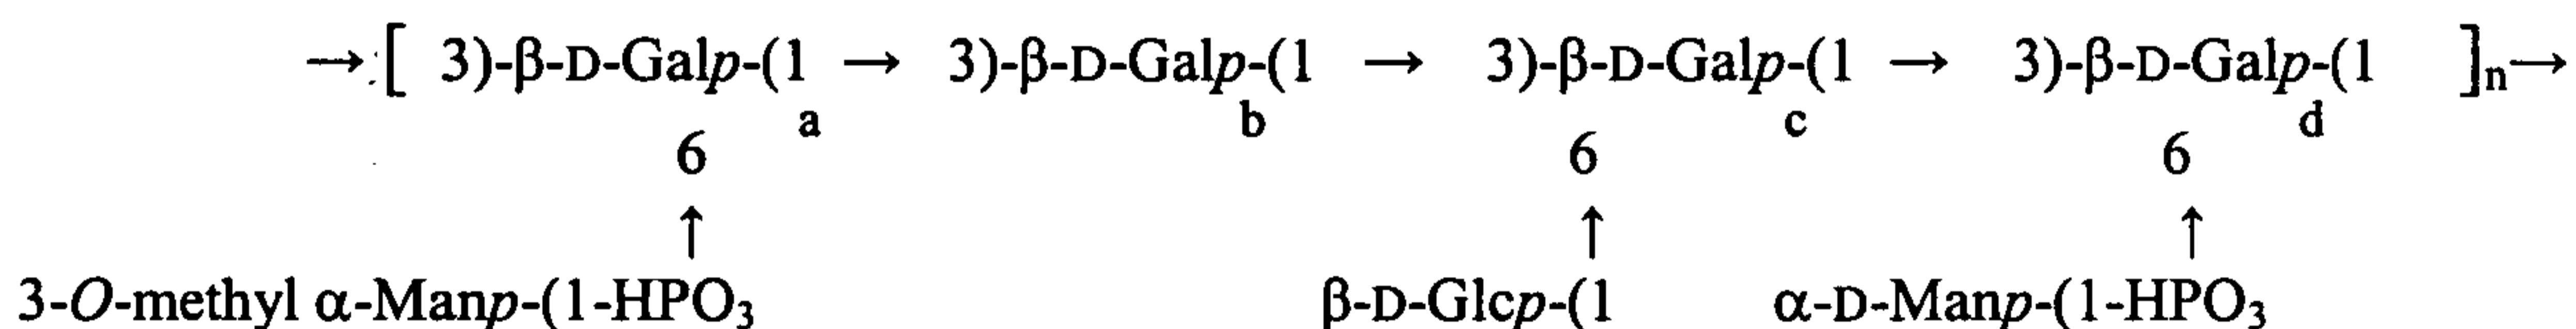 →[ 3)-β-D-Galp-(1 → 3)-β-D-Galp-(1 → 3)-β-D-Galp-(1 → 3)-β-D-Galp-(1 ]n→
a b c d
6 6 6
↑ ↑ ↑
3-O-methyl α-Manp-(1-HPO3 β-D-Glcp-(1 α-D-Manp-(1-HPO3